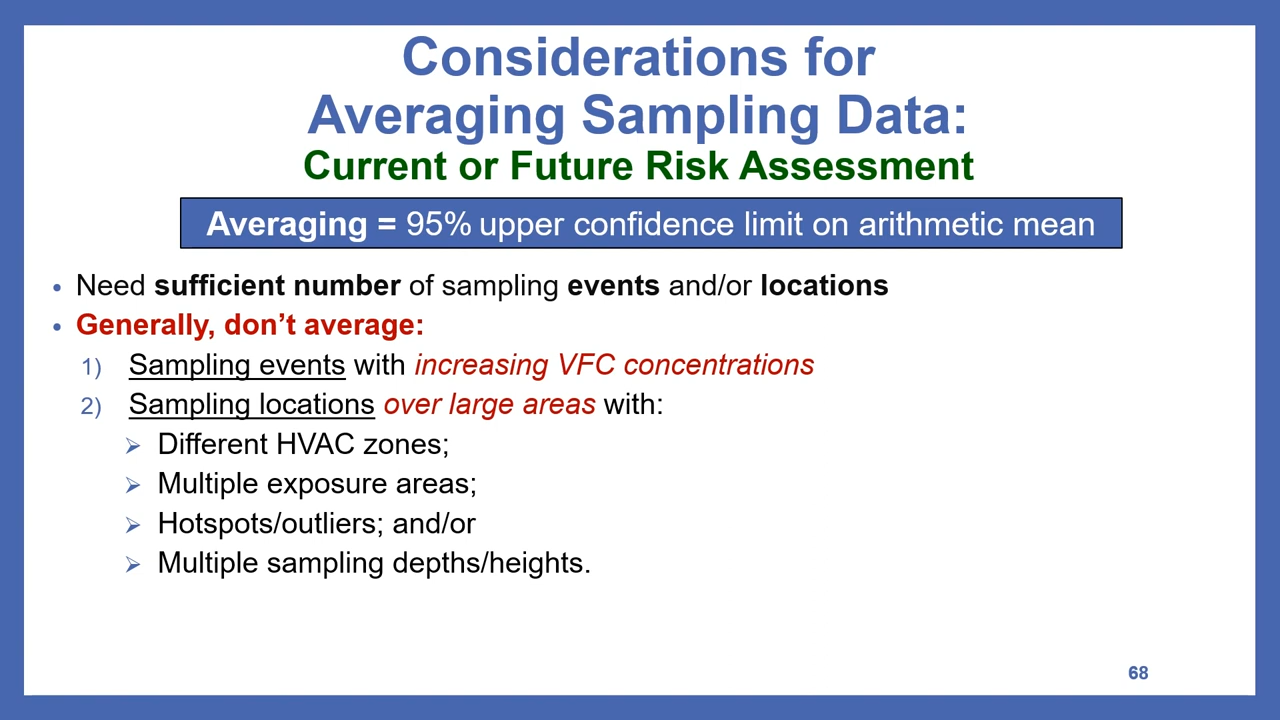 Considerations for
Averaging Sampling Data:
Current or Future Risk Assessment
Averaging = 95% upper confidence limit on arithmetic mean
• Need sufficient number of sampling events and/or locations
• Generally, don’t average:
1) Sampling events with increasing VFC concentrations
2) Sampling locations over large areas with:
➢ Different HVAC zones;
➢ Multiple exposure areas;
➢ Hotspots/outliers; and/or
➢ Multiple sampling depths/heights.
68